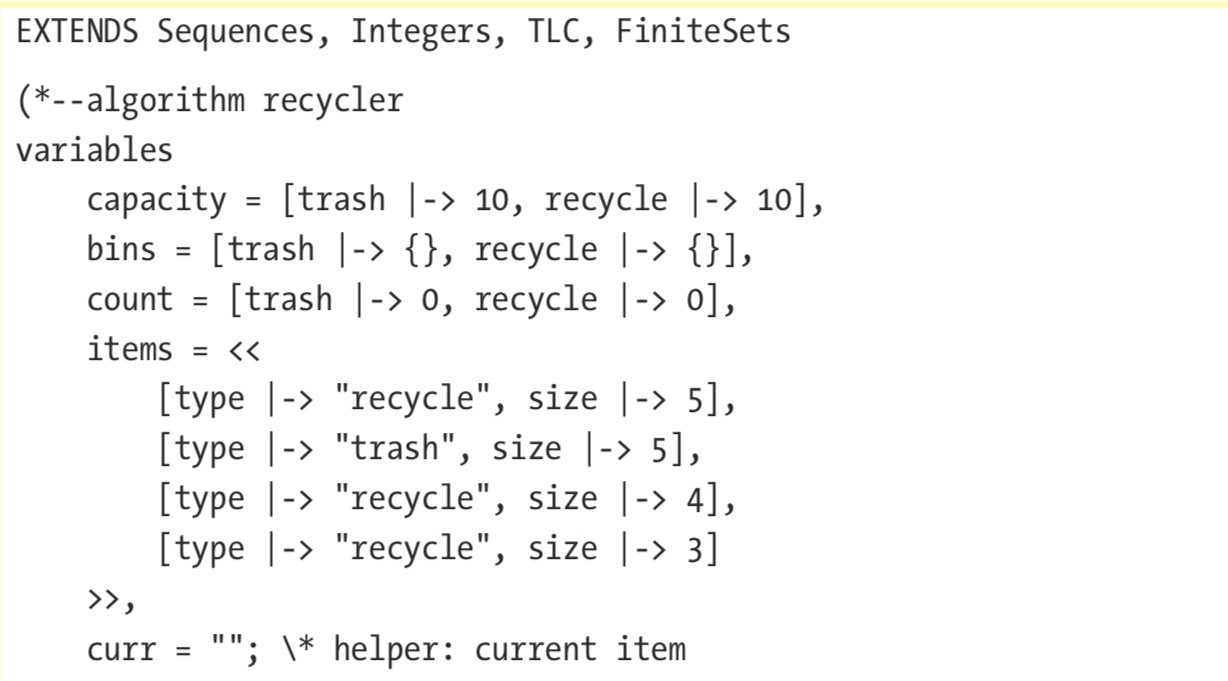 EXTENDS Sequences, Integers, TLC, FiniteSets
(*--algorithm recycler
variables
    capacity = [trash |-> 10, recycle |-> 10],
    bins = [trash |-> {}, recycle |-> {}],
    count = [trash |-> 0, recycle |-> 0],
    items = <<
        [type |-> "recycle", size |-> 5],
        [type |-> "trash", size |-> 5],
        [type |-> "recycle", size |-> 4],
        [type |-> "recycle", size |-> 3]
    >>,
    curr = ""; \* helper: current item